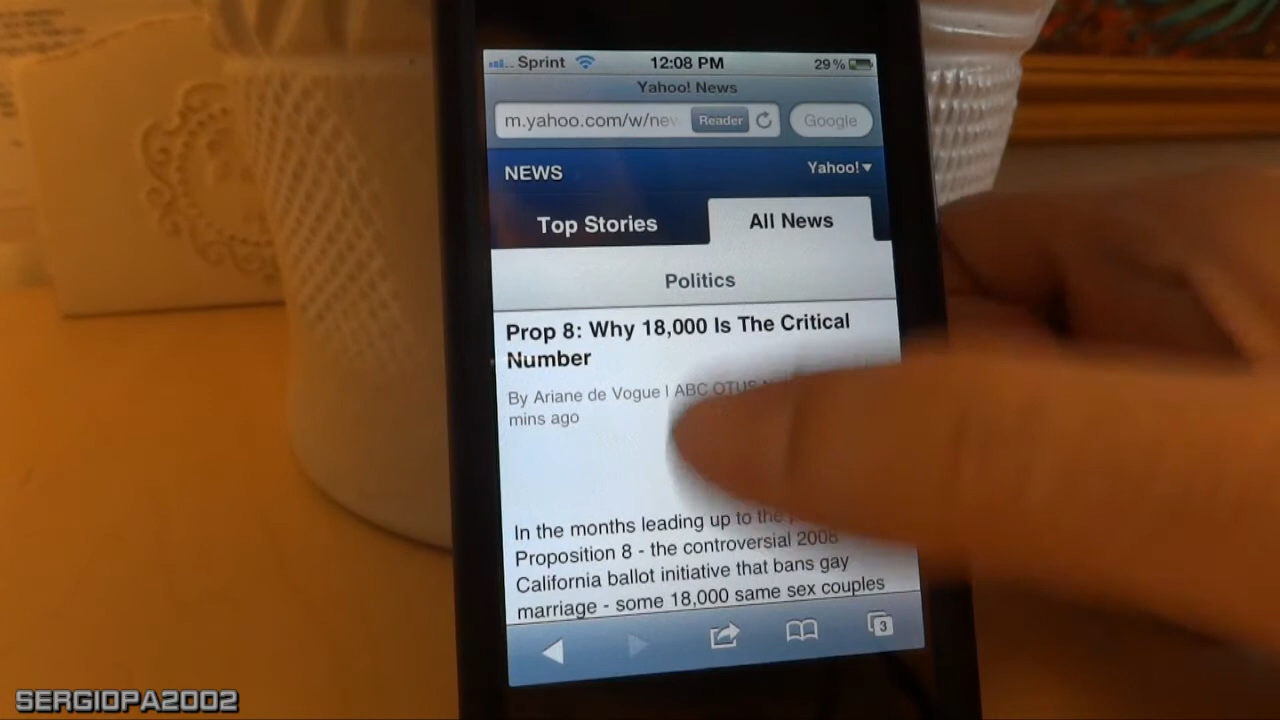 Sprint 12:08 PM 29%
Yahoo! News
m.yahoo.com/w/new Reader Google
NEWS Yahoo!
Top Stories All News
Politics
Prop 8: Why 18,000 Is The Critical
Number
By Ariane de Vogue | ABC OTUS
mins ago
In the months leading up to the
Proposition 8 - the controversial 2008
California ballot initiative that bans gay
marriage - some 18,000 same sex couples
3
SERGIOPA2002